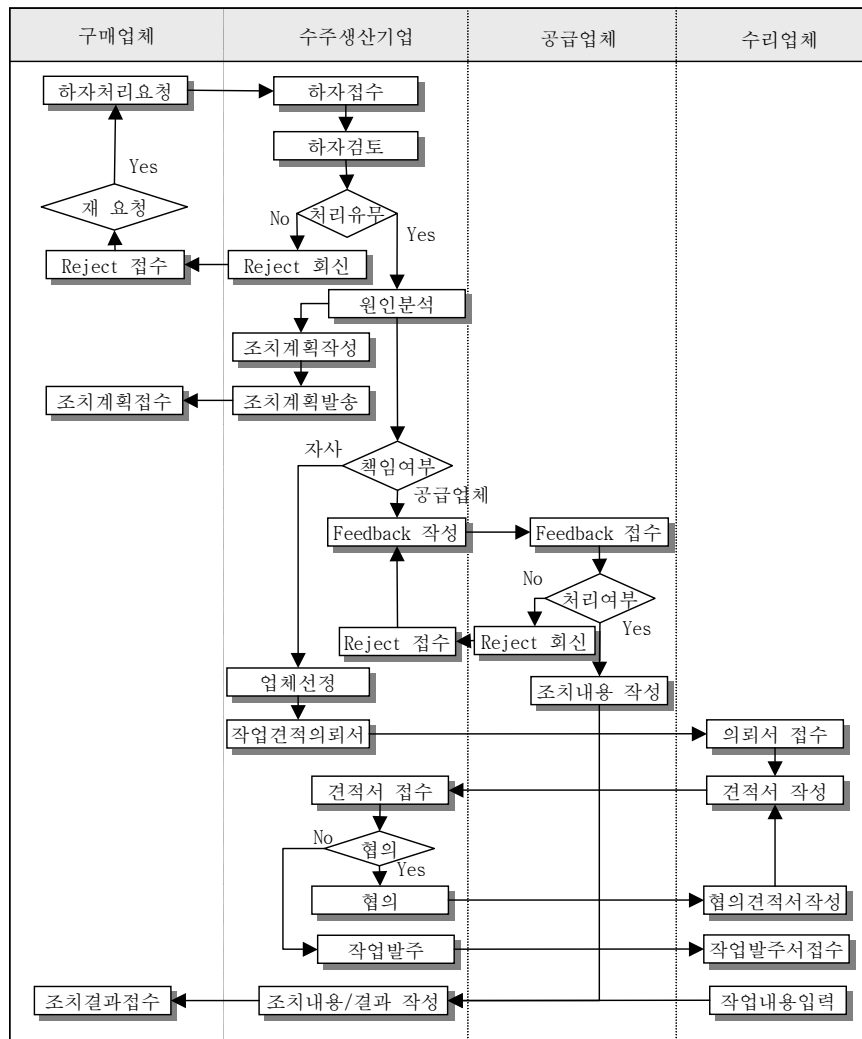 구매업체
수주생산기업
공급업체
수리업체
하자처리요청
하자접수
하자검토
Yes
재 요청
처리유무
No
Yes
Reject 접수
Reject 회신
원인분석
조치계획작성
조치계획접수
조치계획발송
자사
책임여부
공급업체
Feedback 작성
Feedback 접수
No
처리여부
Yes
Reject 접수
Reject 회신
업체선정
조치내용 작성
작업견적의뢰서
의뢰서 접수
견적서 접수
견적서 작성
No
협의
Yes
협의
협의견적서작성
작업발주
작업발주서접수
조치결과접수
조치내용/결과 작성
작업내용입력